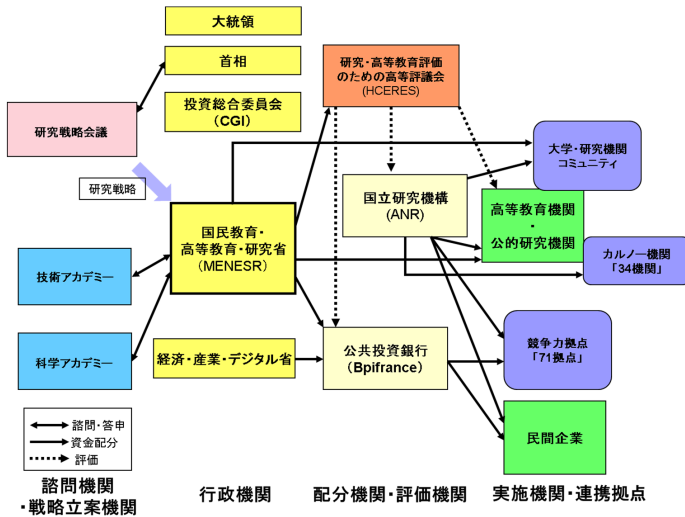 大統領
首相
投資総合委員会
（CGI）
研究戦略会議
研究戦略
国民教育・
高等教育・研究省
（MENESR）
技術アカデミー
科学アカデミー
経済・産業・デジタル省
研究・高等教育評価
のための高等評議会
(HCERES)
国立研究機構
(ANR)
公共投資銀行
（Bpifrance）
大学・研究機関
コミュニティ
高等教育機関
・
公的研究機関
カルノー機関
「34機関」
競争力拠点
「71拠点」
民間企業
諮問・答申
資金配分
評価
諮問機関
・戦略立案機関
行政機関
配分機関・評価機関
実施機関・連携拠点